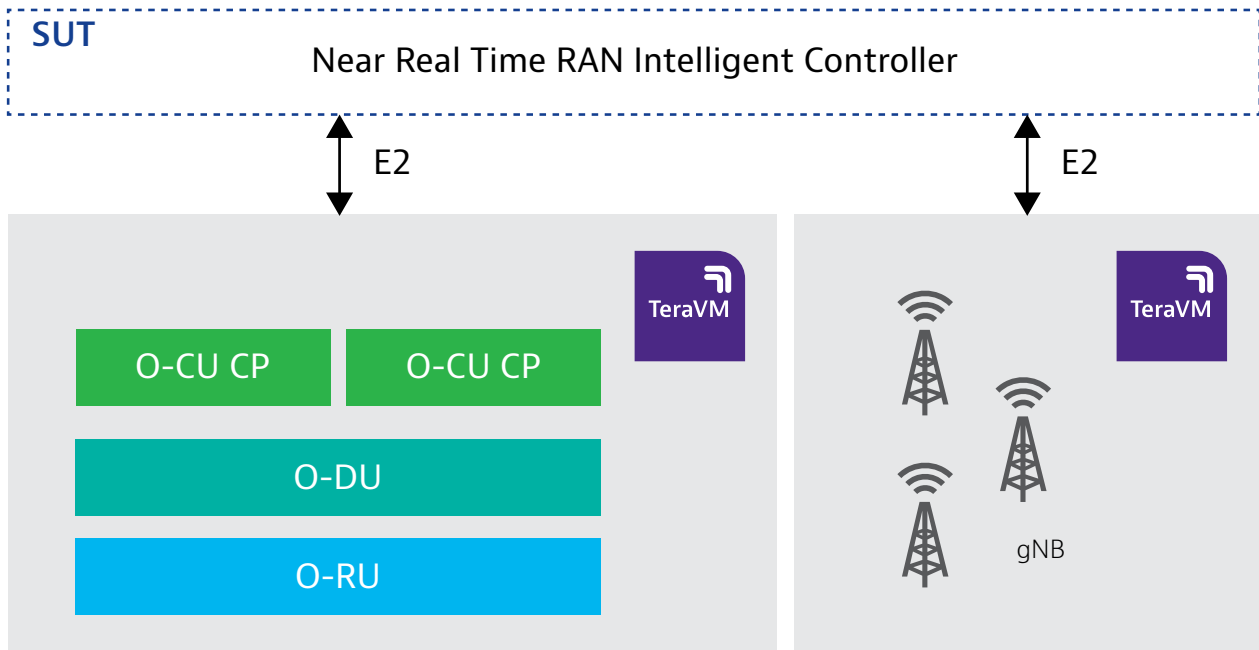 SUT
Near Real Time RAN Intelligent Controller
E2
E2
TeraVM
TeraVM
O-CU CP
O-CU CP
O-DU
O-RU
gNB